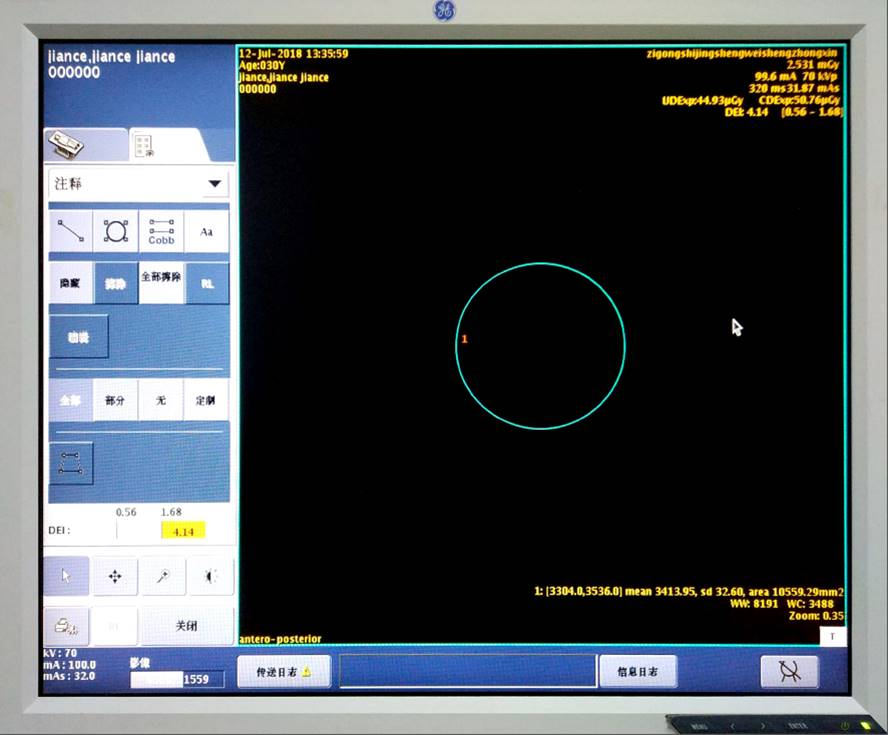 jiance,jiance jiance
000000
注释
Cobb
Aa
隐藏
擦除
全部擦除
RL
全部
部分
无
定制
0.56 1.68
DEI: 4.14
关闭
kV: 70
mA: 100.0
mAs: 32.0
影像
1559
12-Jul-2018 13:35:59
Age:030Y
jiance,jiance jiance
000000
zigongshijingshengweishengzhongxin
2.531 mGy
99.6 mA 70 kVp
320 ms 31.87 mAs
UDExp:44.93µGy CDExp:50.76µGy
DEI: 4.14 [0.56 - 1.68]
1
1: [3304.0,3536.0] mean 3413.95, sd 32.60, area 10559.29mm2
WW: 8191 WC: 3488
Zoom: 0.35
antero-posterior
T
传送日志
信息日志
MENU
ENTER